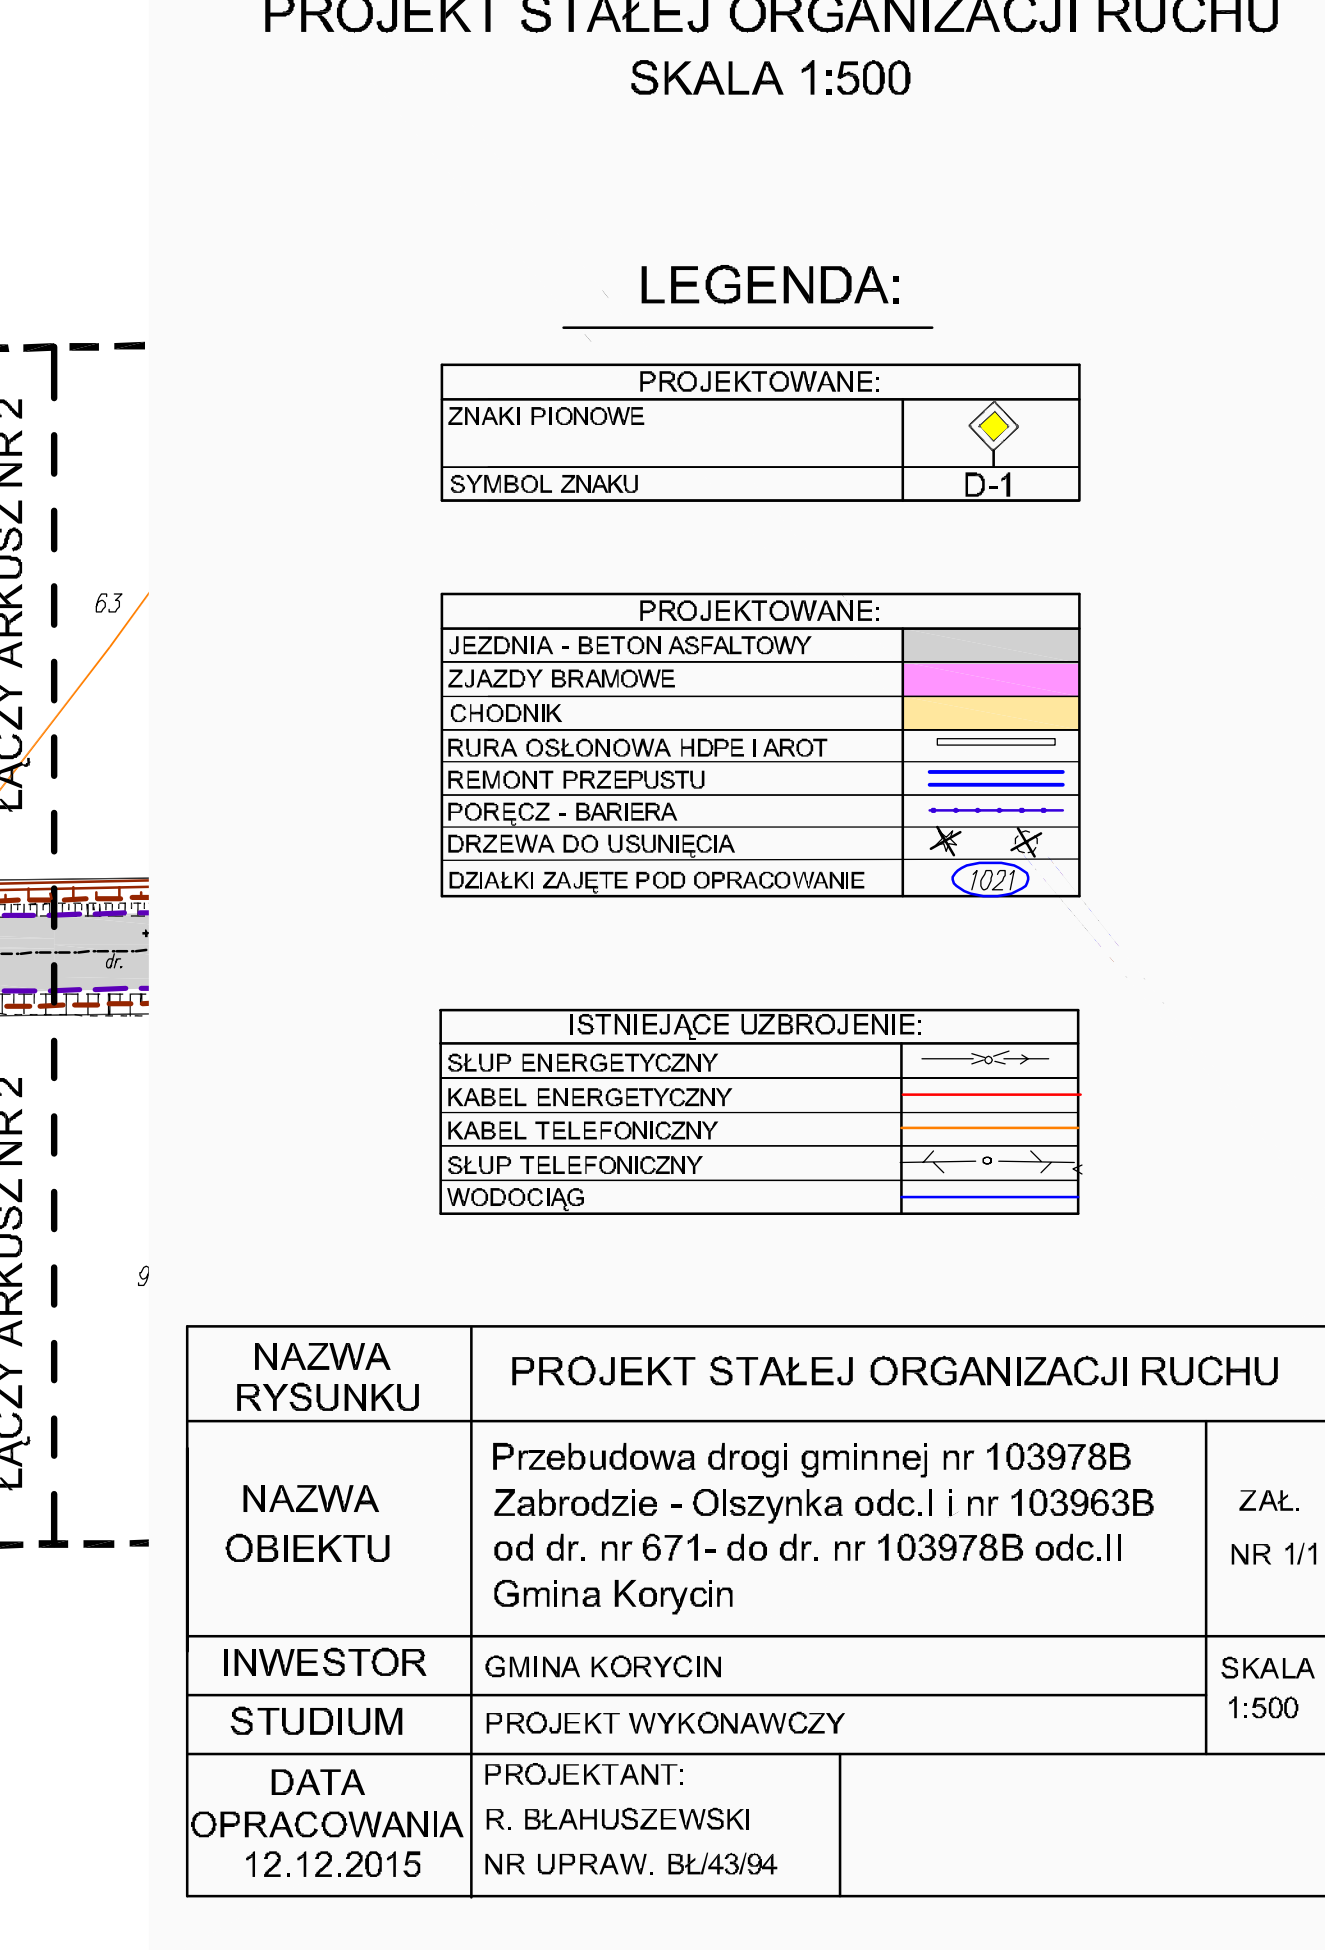 PROJEKT STAŁEJ ORGANIZACJI RUCHU
SKALA 1:500
LEGENDA:
PROJEKTOWANE:
ZNAKI PIONOWE
SYMBOL ZNAKU D-1
PROJEKTOWANE:
JEZDNIA - BETON ASFALTOWY
ZJAZDY BRAMOWE
CHODNIK
RURA OSŁONOWA HDPE I AROT
REMONT PRZEPUSTU
PORĘCZ - BARIERA
DRZEWA DO USUNIĘCIA
DZIAŁKI ZAJĘTE POD OPRACOWANIE 1021
ISTNIEJĄCE UZBROJENIE:
SŁUP ENERGETYCZNY
KABEL ENERGETYCZNY
KABEL TELEFONICZNY
SŁUP TELEFONICZNY
WODOCIĄG
ŁĄCZY ARKUSZ NR 2
63
dr.
ŁĄCZY ARKUSZ NR 2
9
NAZWA
RYSUNKU
PROJEKT STAŁEJ ORGANIZACJI RUCHU
NAZWA
OBIEKTU
Przebudowa drogi gminnej nr 103978B
Zabrodzie - Olszynka odc.I i nr 103963B
od dr. nr 671- do dr. nr 103978B odc.II
Gmina Korycin
ZAŁ.
NR 1/1
INWESTOR
GMINA KORYCIN
SKALA
1:500
STUDIUM
PROJEKT WYKONAWCZY
DATA
OPRACOWANIA
12.12.2015
PROJEKTANT:
R. BŁAHUSZEWSKI
NR UPRAW. BŁ/43/94